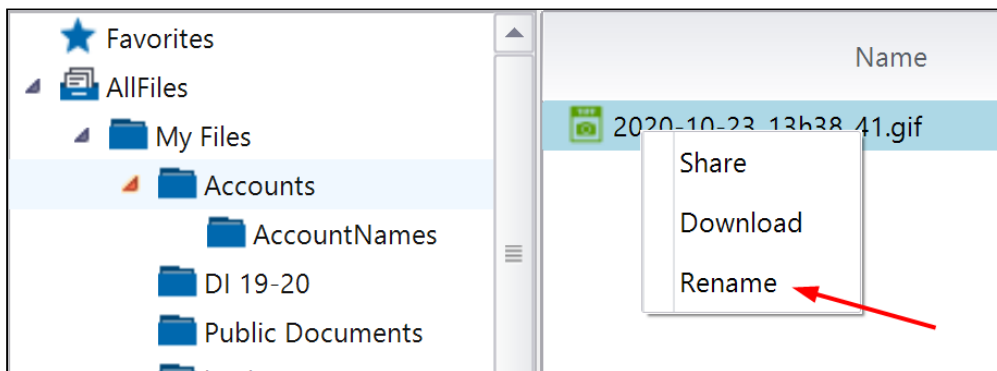 Favorites
AllFiles
My Files
Accounts
AccountNames
DI 19-20
Public Documents
Name
2020-10-23_13h38_41.gif
Share
Download
Rename